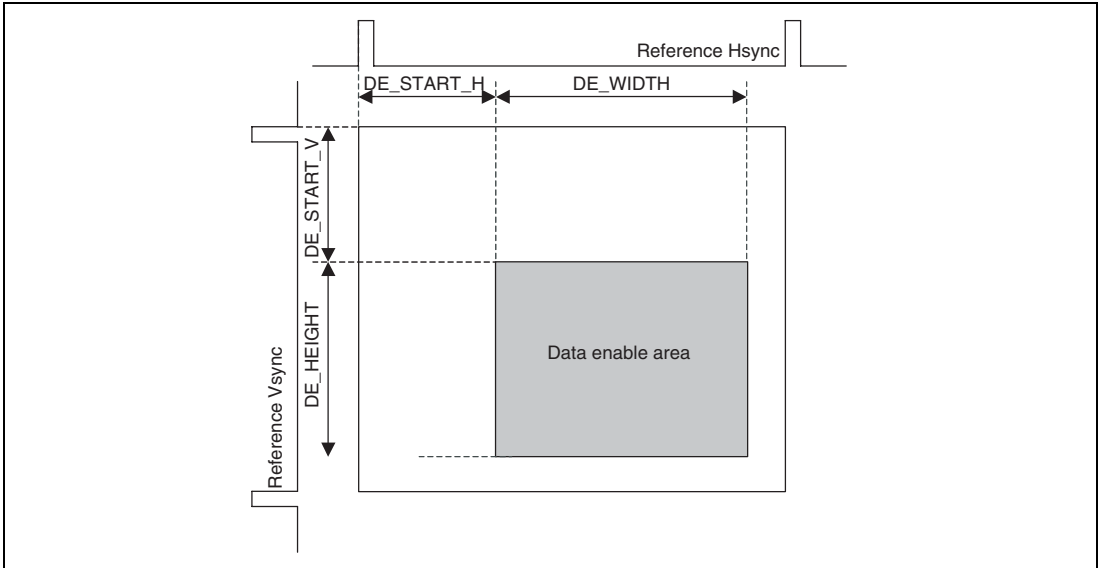 Reference Hsync
DE_START_H
DE_WIDTH
DE_START_V
DE_HEIGHT
Reference Vsync
Data enable area